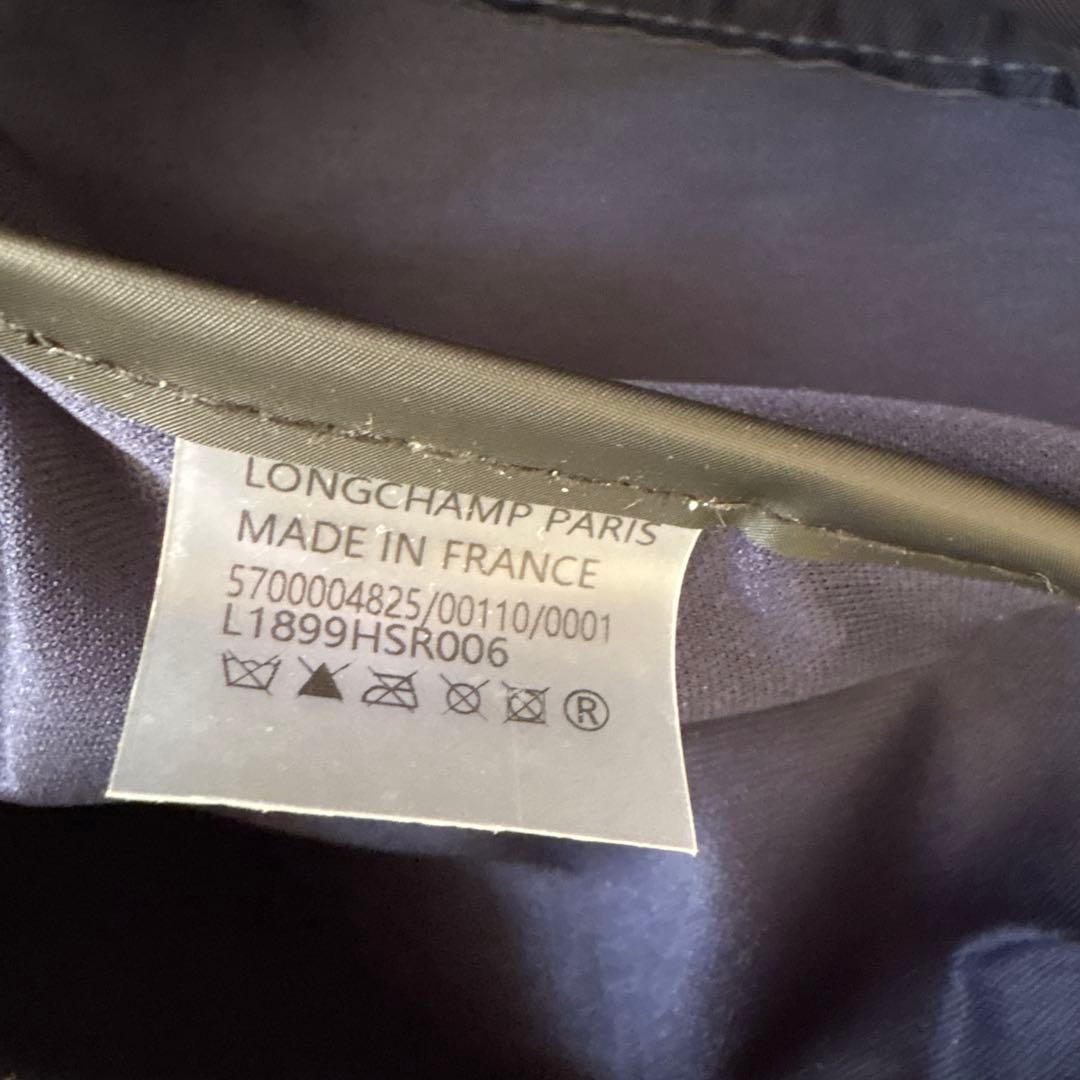 LONGCHAMP PARIS
MADE IN FRANCE
5700004825/00110/0001
L1899HSR006
®